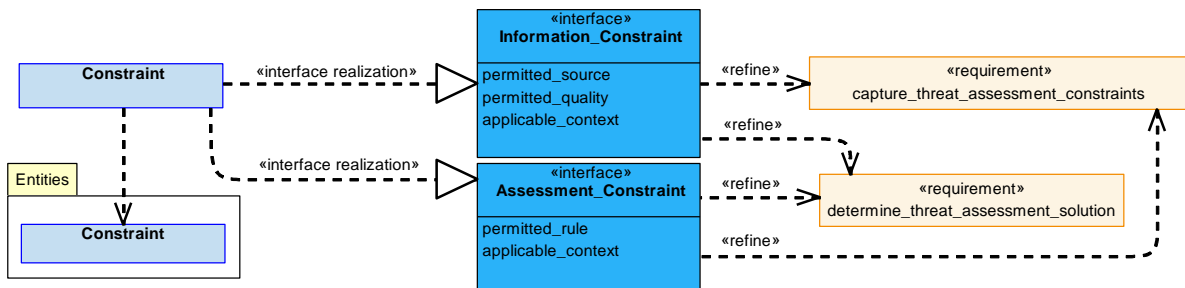 «interface»
Information_Constraint
permitted_source
permitted_quality
applicable_context
Constraint
«interface realization»
«refine»
«requirement»
capture_threat_assessment_constraints
«refine»
«interface realization»
«interface»
Assessment_Constraint
permitted_rule
applicable_context
«refine»
«requirement»
determine_threat_assessment_solution
«refine»
Entities
Constraint